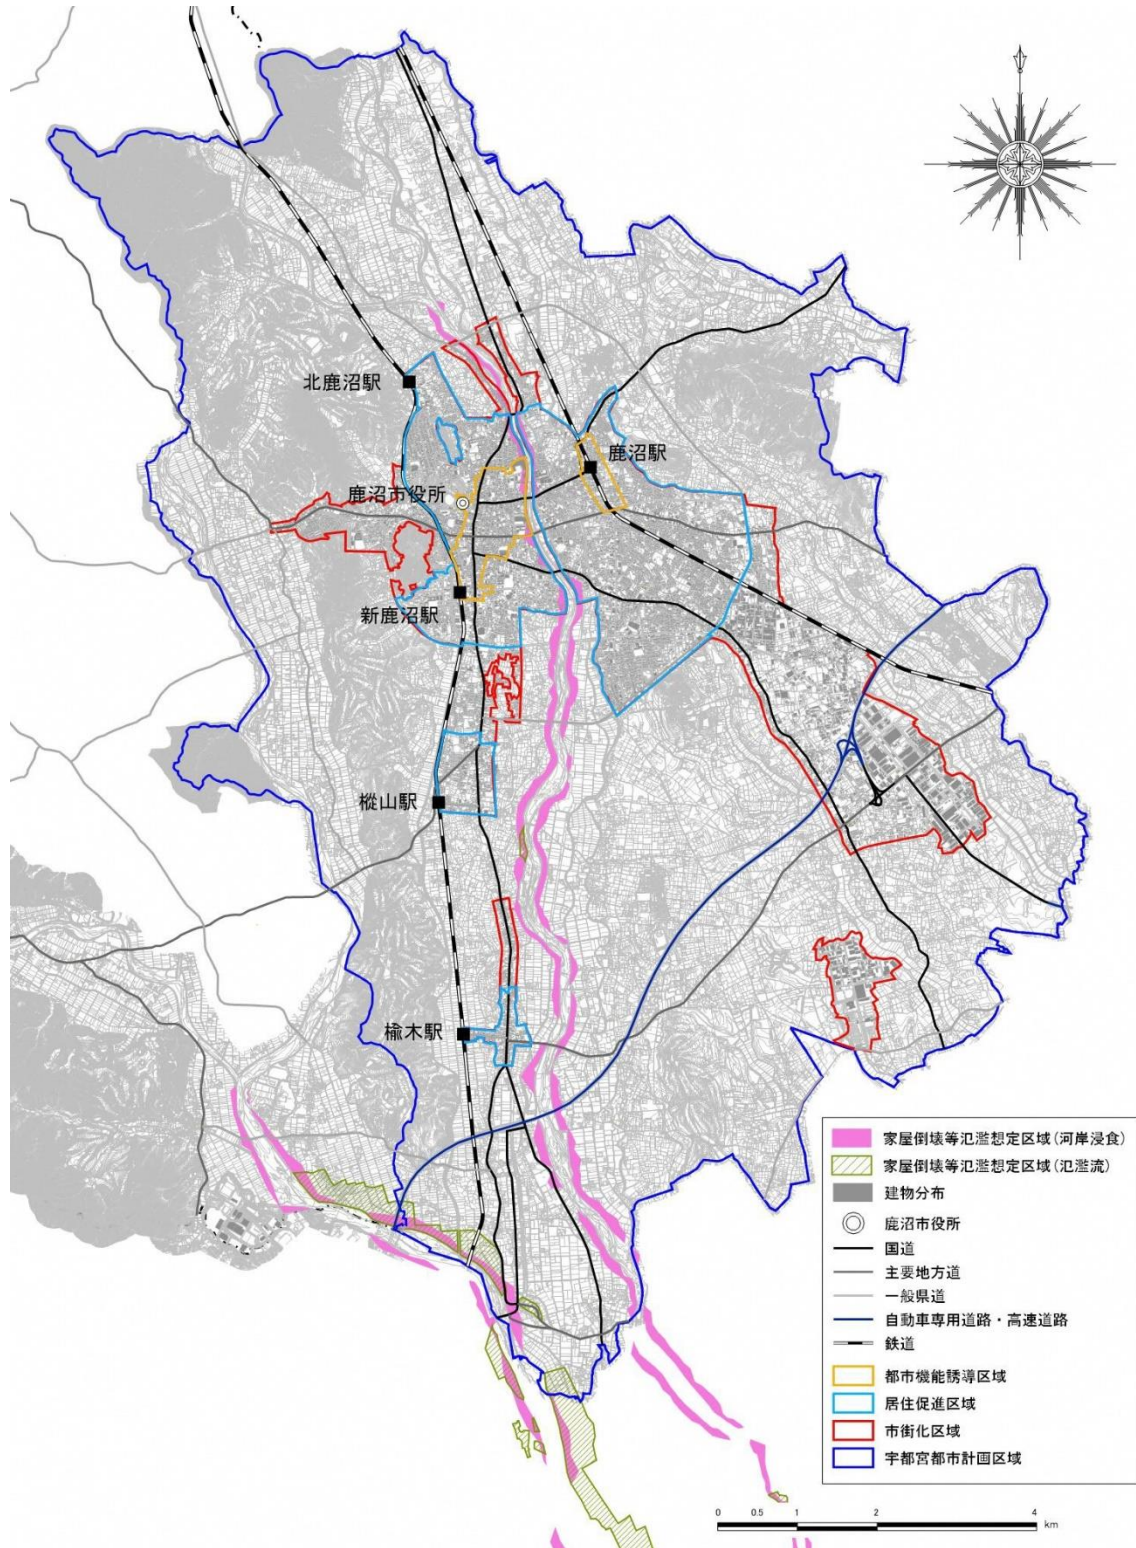 北鹿沼駅
鹿沼駅
鹿沼市役所
新鹿沼駅
樅山駅
楡木駅
家屋倒壊等氾濫想定区域(河岸浸食)
家屋倒壊等氾濫想定区域(氾濫流)
建物分布
鹿沼市役所
国道
主要地方道
一般県道
自動車専用道路・高速道路
鉄道
都市機能誘導区域
居住促進区域
市街化区域
宇都宮都市計画区域
0 0.5 1 2 4
km